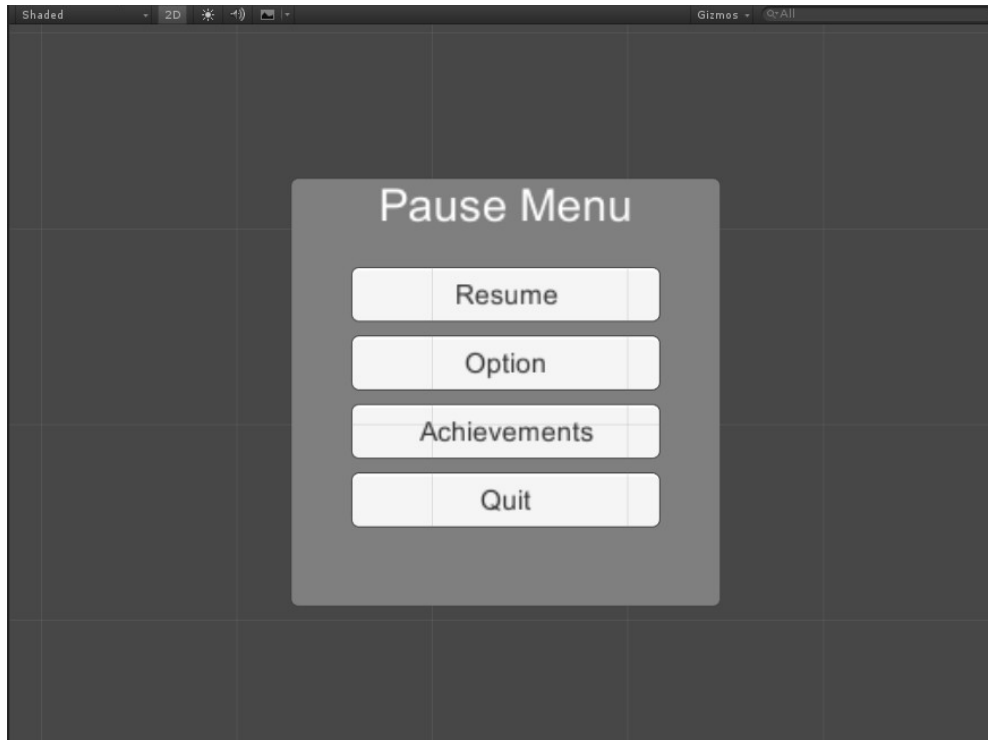 Shaded 2D Gizmos All
Pause Menu
Resume
Option
Achievements
Quit